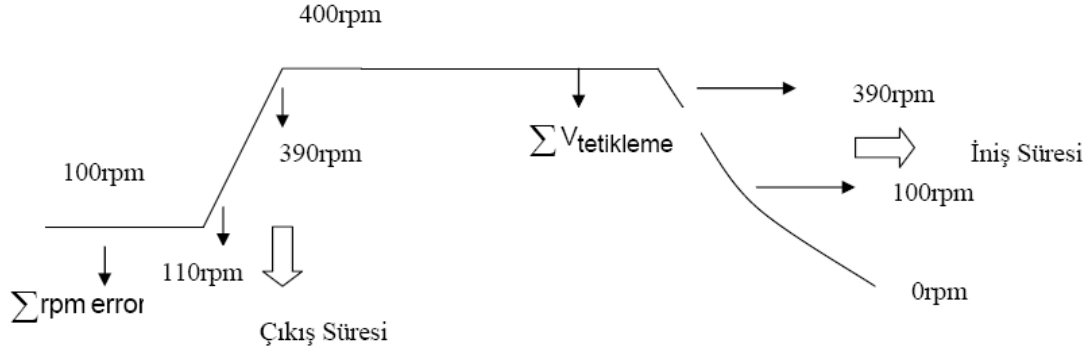 400rpm
390rpm
∑ Vtetikleme
390rpm
İniş Süresi
100rpm
100rpm
110rpm
∑rpm error
0rpm
Çıkış Süresi